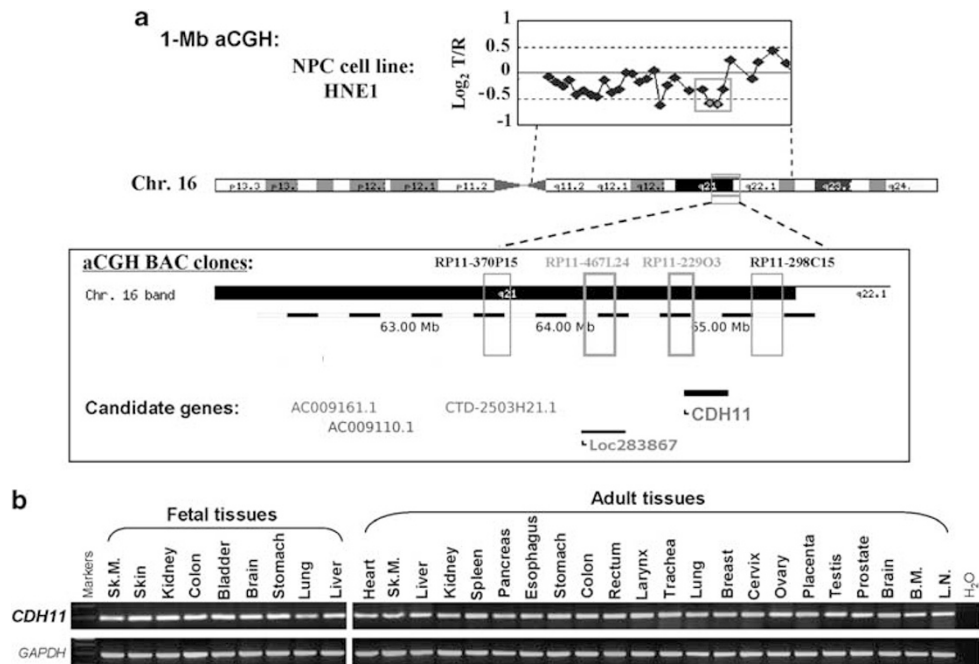 a
1-Mb aCGH:
NPC cell line:
HNE1
Log2 T/R
1
0.5
0
-0.5
-1
Chr. 16
p13.3 p13. p12. p12.1 p11.2 q11.2 q12.1 q12. q21 q22.1 q23.1 q24.
aCGH BAC clones:
RP11-370P15 RP11-467L24 RP11-229O3 RP11-298C15
Chr. 16 band
q21
q22.1
63.00 Mb 64.00 Mb 65.00 Mb
Candidate genes:
AC009161.1 CTD-2503H21.1
AC009110.1
CDH11
Loc283867
b
Fetal tissues
Adult tissues
Markers
Sk.M.
Skin
Kidney
Colon
Bladder
Brain
Stomach
Lung
Liver
Heart
Sk.M.
Liver
Kidney
Spleen
Pancreas
Esophagus
Stomach
Colon
Rectum
Larynx
Trachea
Lung
Breast
Cervix
Ovary
Placenta
Testis
Prostate
Brain
B.M.
L.N.
H2O
CDH11
GAPDH